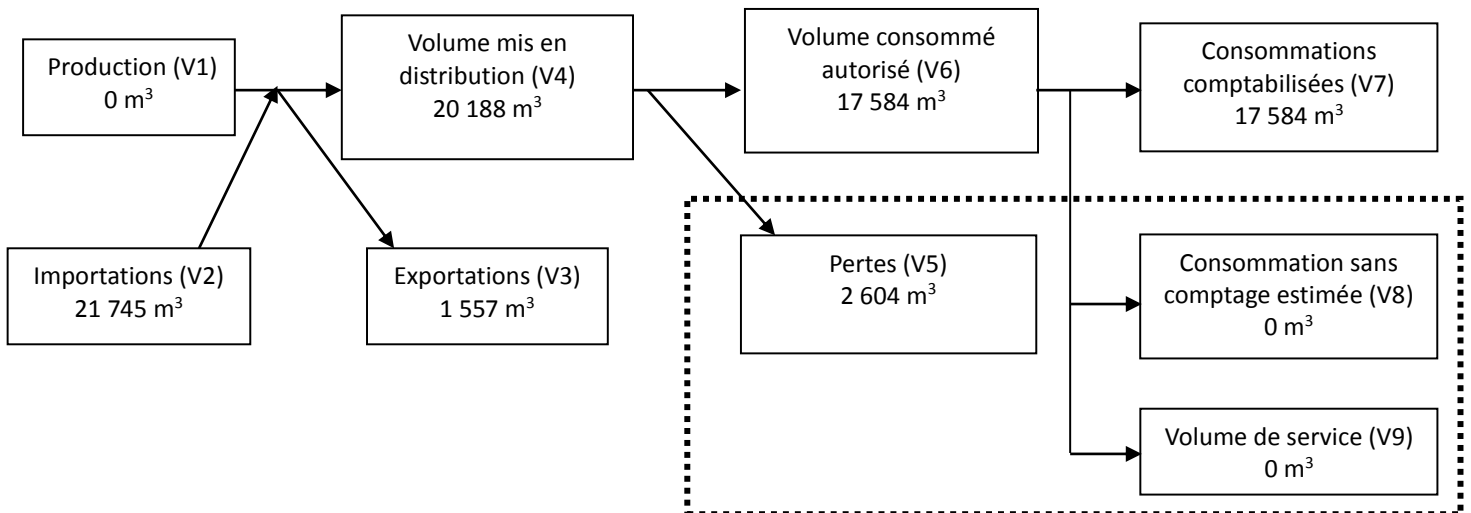 Production (V1)
0 m³
Volume mis en
distribution (V4)
20 188 m³
Volume consommé
autorisé (V6)
17 584 m³
Consommations
comptabilisées (V7)
17 584 m³
Importations (V2)
21 745 m³
Exportations (V3)
1 557 m³
Pertes (V5)
2 604 m³
Consommation sans
comptage estimée (V8)
0 m³
Volume de service (V9)
0 m³